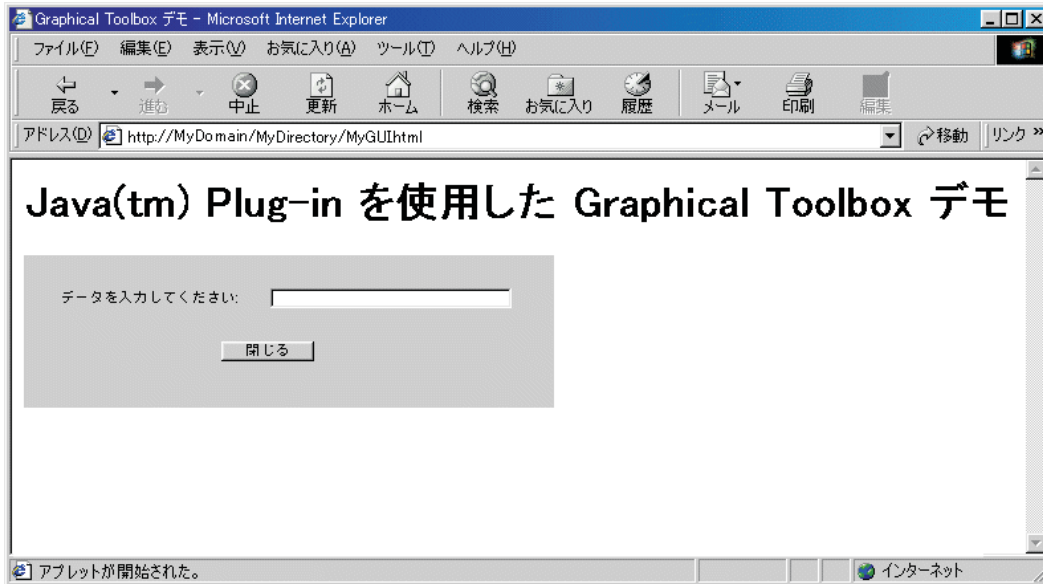 Graphical Toolbox デモ - Microsoft Internet Explorer
ファイル(F) 編集(E) 表示(V) お気に入り(A) ツール(T) ヘルプ(H)
戻る 進む 中止 更新 ホーム 検索 お気に入り 履歴 メール 印刷 編集
アドレス(D) http://MyDomain/MyDirectory/MyGUIhtml 移動 リンク »
Java(tm) Plug-in を使用した Graphical Toolbox デモ
データを入力してください:
閉じる
アプレットが開始された。 インターネット